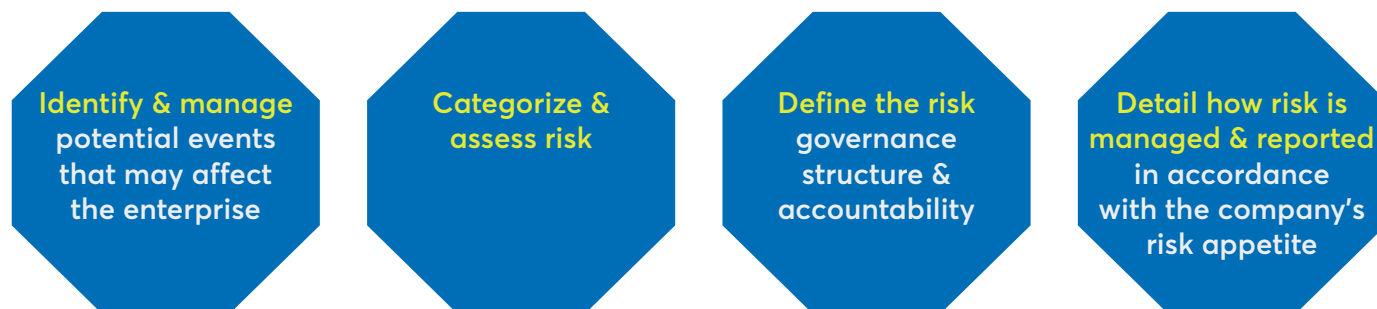 Identify & manage
potential events
that may affect
the enterprise
Categorize &
assess risk
Define the risk
governance
structure &
accountability
Detail how risk is
managed & reported
in accordance
with the company's
risk appetite